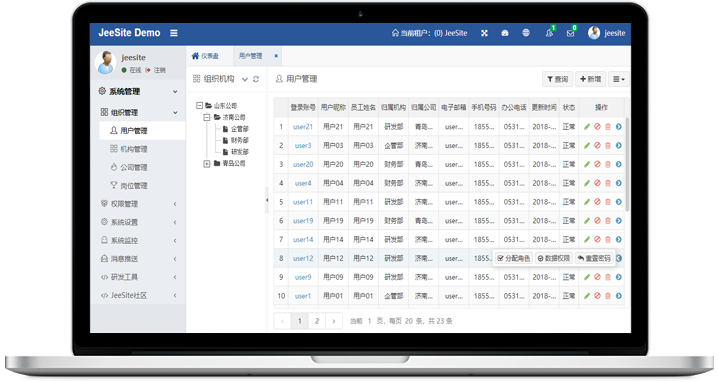 JeeSite Demo
当前租户：(0) JeeSite
1
0
jeesite
jeesite
在线 注销
仪表盘
用户管理 ×
系统管理
组织管理
用户管理
机构管理
公司管理
岗位管理
权限管理
系统设置
系统监控
消息推送
研发工具
JeeSite社区
组织机构
山东公司
济南公司
企管部
财务部
研发部
青岛公司
用户管理
查询 新增
登录账号 用户昵称 员工姓名 归属机构 归属公司 电子邮箱 手机号码 办公电话 更新时间 状态 操作
1 user21 用户21 用户21 研发部 青岛... user... 1855... 0531... 2018-... 正常
2 user3 用户03 用户03 企管部 济南... user... 1855... 0531... 2018-... 正常
3 user20 用户20 用户20 财务部 青岛... user... 1855... 0531... 2018-... 正常
4 user4 用户04 用户04 财务部 济南... user... 1855... 0531... 2018-... 正常
5 user11 用户11 用户11 研发部 济南... user... 1855... 0531... 2018-... 正常
6 user19 用户19 用户19 财务部 青岛... user... 1855... 0531... 2018-... 正常
7 user14 用户14 用户14 研发部 济南... user... 1855... 0531... 2018-... 正常
8 user12 用户12 用户12 研发部 济南... user... 分配角色 数据权限 重置密码
9 user9 用户09 用户09 研发部 济南... user... 1855... 0531... 2018-... 正常
10 user1 用户01 用户01 企管部 济南... user... 1855... 0531... 2018-... 正常
‹ 1 2 › 当前 1 页，每页 20 条，共 23 条